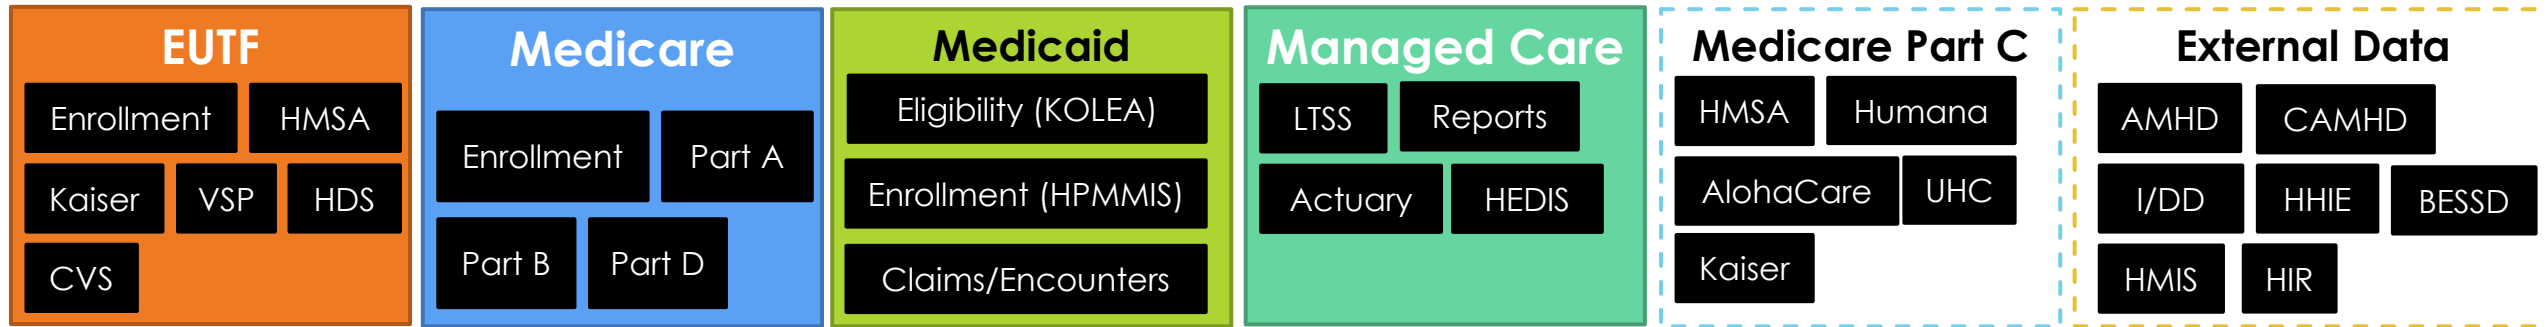 EUTF
Enrollment
HMSA
Kaiser
VSP
HDS
CVS
Medicare
Enrollment
Part A
Part B
Part D
Medicaid
Eligibility (KOLEA)
Enrollment (HPMMIS)
Claims/Encounters
Managed Care
LTSS
Reports
Actuary
HEDIS
Medicare Part C
HMSA
Humana
AlohaCare
UHC
Kaiser
External Data
AMHD
CAMHD
I/DD
HHIE
BESSD
HMIS
HIR